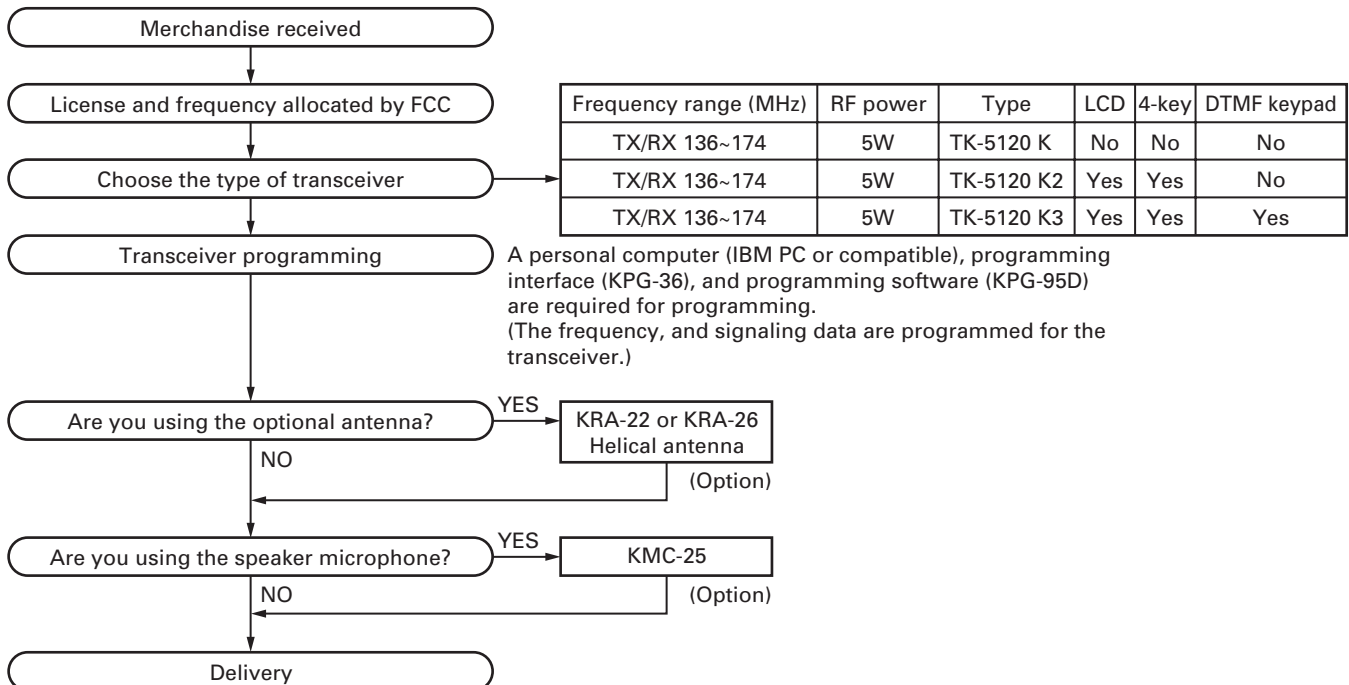 Merchandise received
License and frequency allocated by FCC
Choose the type of transceiver
Frequency range (MHz) RF power Type LCD 4-key DTMF keypad
TX/RX 136~174 5W TK-5120 K No No No
TX/RX 136~174 5W TK-5120 K2 Yes Yes No
TX/RX 136~174 5W TK-5120 K3 Yes Yes Yes
Transceiver programming
A personal computer (IBM PC or compatible), programming
interface (KPG-36), and programming software (KPG-95D)
are required for programming.
(The frequency, and signaling data are programmed for the
transceiver.)
Are you using the optional antenna?
YES
KRA-22 or KRA-26
Helical antenna
(Option)
NO
Are you using the speaker microphone?
YES
KMC-25
(Option)
NO
Delivery